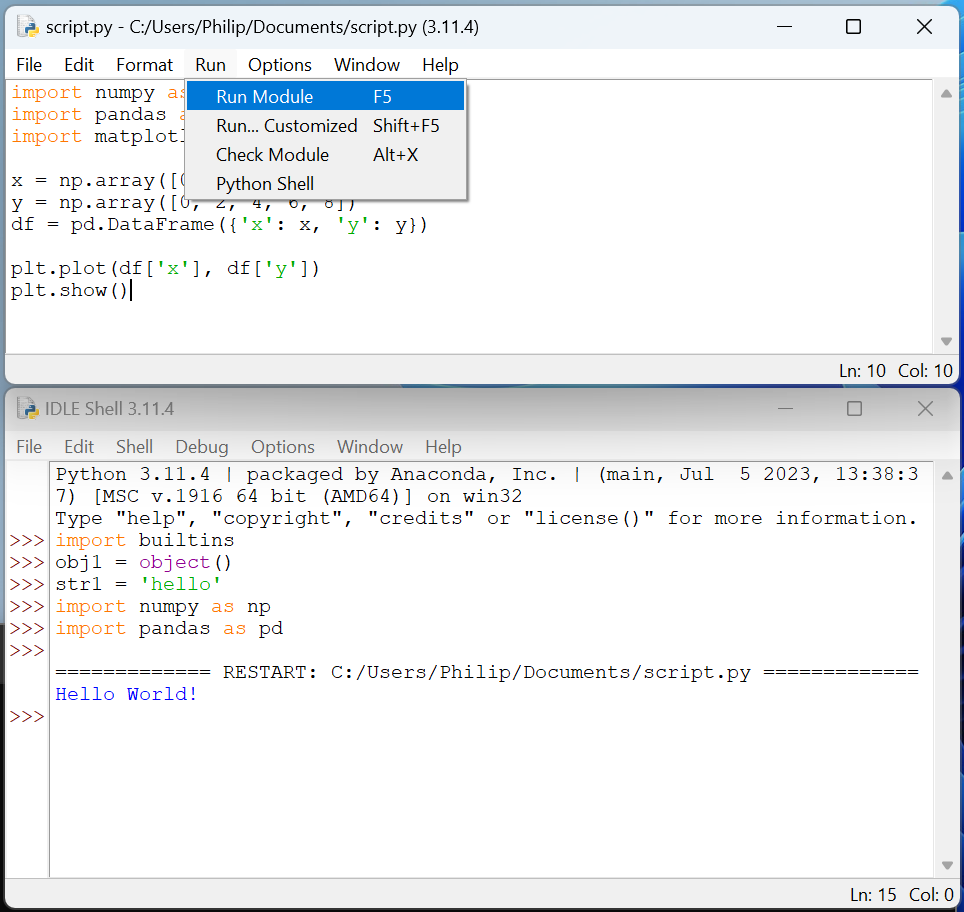 script.py - C:/Users/Philip/Documents/script.py (3.11.4)
File Edit Format Run Options Window Help
import numpy as
import pandas
import matplotl
Run Module F5
Run... Customized Shift+F5
Check Module Alt+X
Python Shell
x = np.array([0
y = np.array([0, 2, 4, 6, 8])
df = pd.DataFrame({'x': x, 'y': y})
plt.plot(df['x'], df['y'])
plt.show()
Ln: 10 Col: 10
IDLE Shell 3.11.4
File Edit Shell Debug Options Window Help
Python 3.11.4 | packaged by Anaconda, Inc. | (main, Jul  5 2023, 13:38:3
7) [MSC v.1916 64 bit (AMD64)] on win32
Type "help", "copyright", "credits" or "license()" for more information.
>>> import builtins
>>> obj1 = object()
>>> str1 = 'hello'
>>> import numpy as np
>>> import pandas as pd
>>>
============= RESTART: C:/Users/Philip/Documents/script.py =============
Hello World!
>>>
Ln: 15 Col: 0